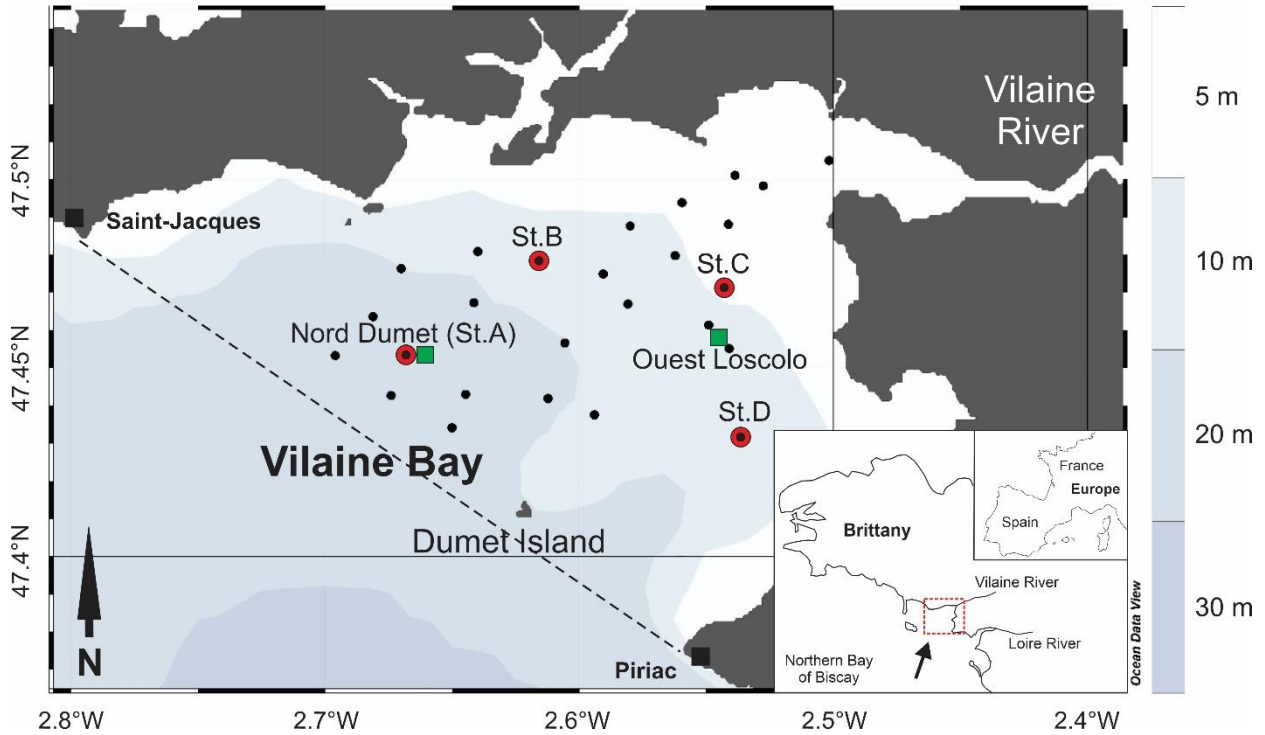 Vilaine
River
5 m
47.5°N
Saint-Jacques
St.B
10 m
St.C
Nord Dumet (St.A)
Ouest Loscolo
47.45°N
St.D
20 m
Vilaine Bay
France
Europe
Spain
Brittany
Dumet Island
47.4°N
Vilaine River
30 m
Loire River
N
Piriac
Northern Bay
of Biscay
Ocean Data View
2.8°W
2.7°W
2.6°W
2.5°W
2.4°W